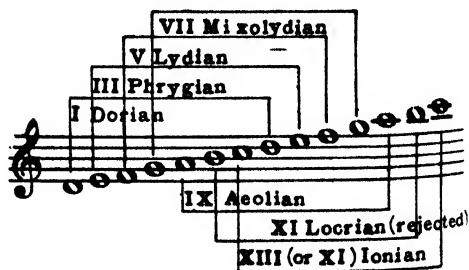 VII Mixolydian
V Lydian
III Phrygian
I Dorian
IX Aeolian
XI Locrian (rejected)
XIII (or XI) Ionian